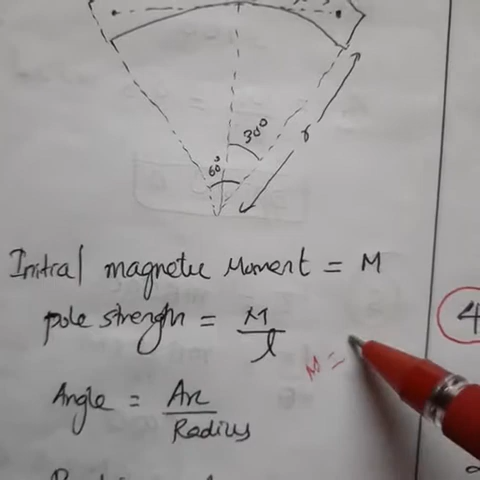 30°
60°
r
Initial magnetic Moment = M
pole strength = M/l
M =
4
Angle = Arc/Radius